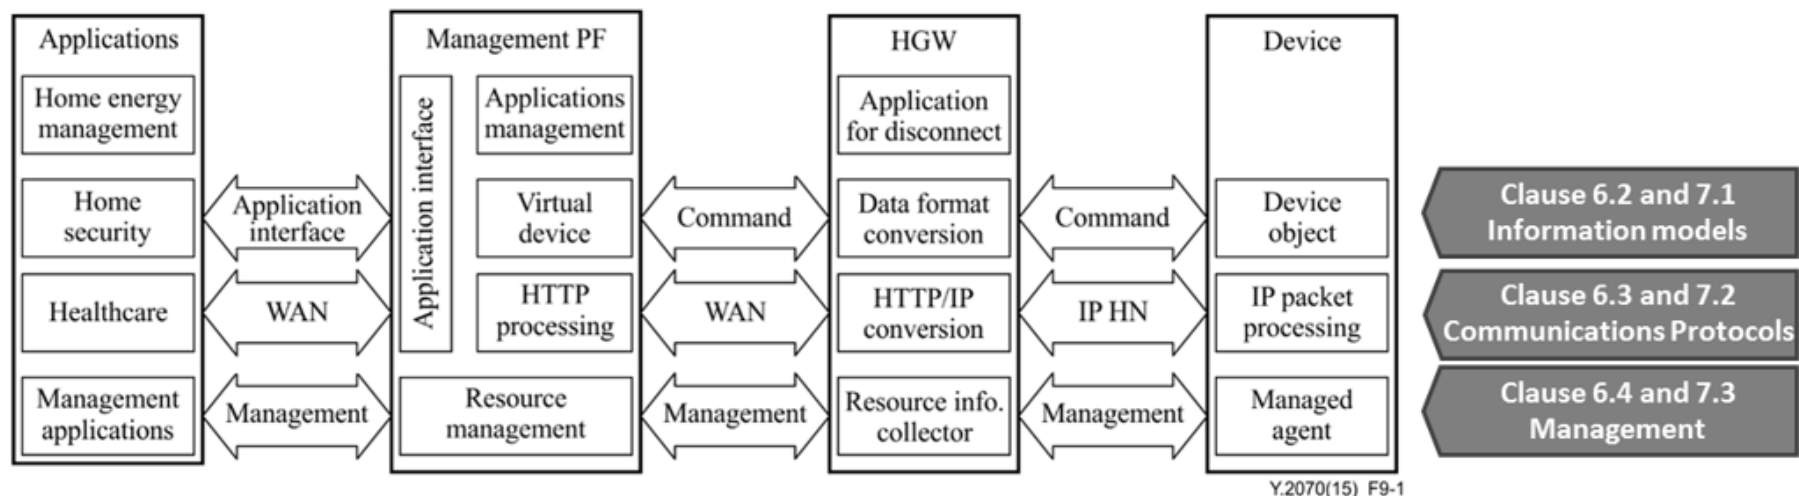 Applications
Home energy
management
Home
security
Healthcare
Management
applications
Application
interface
WAN
Management
Management PF
Application interface
Applications
management
Virtual
device
HTTP
processing
Resource
management
Command
WAN
Management
HGW
Application
for disconnect
Data format
conversion
HTTP/IP
conversion
Resource info.
collector
Command
IP HN
Management
Device
Device
object
IP packet
processing
Managed
agent
Clause 6.2 and 7.1
Information models
Clause 6.3 and 7.2
Communications Protocols
Clause 6.4 and 7.3
Management
Y.2070(15)_F9-1